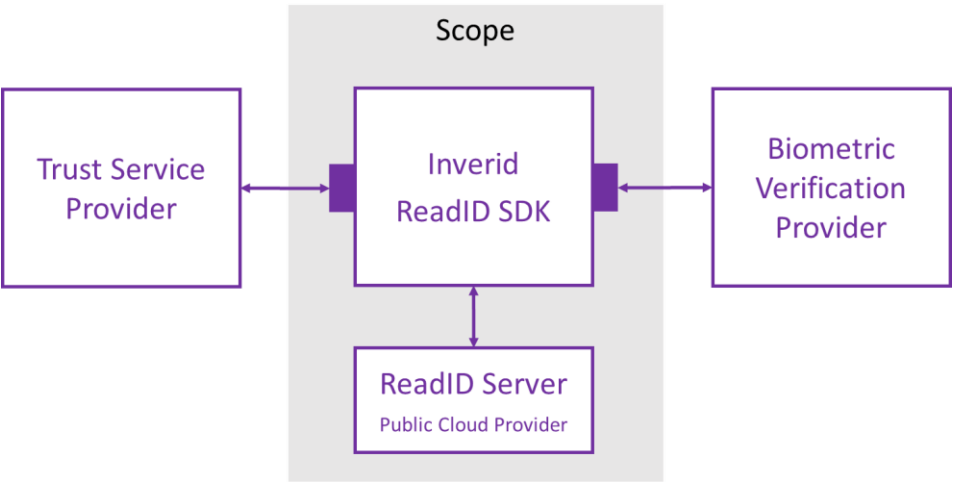 Scope
Trust Service
Provider
Inverid
ReadID SDK
Biometric
Verification
Provider
ReadID Server
Public Cloud Provider